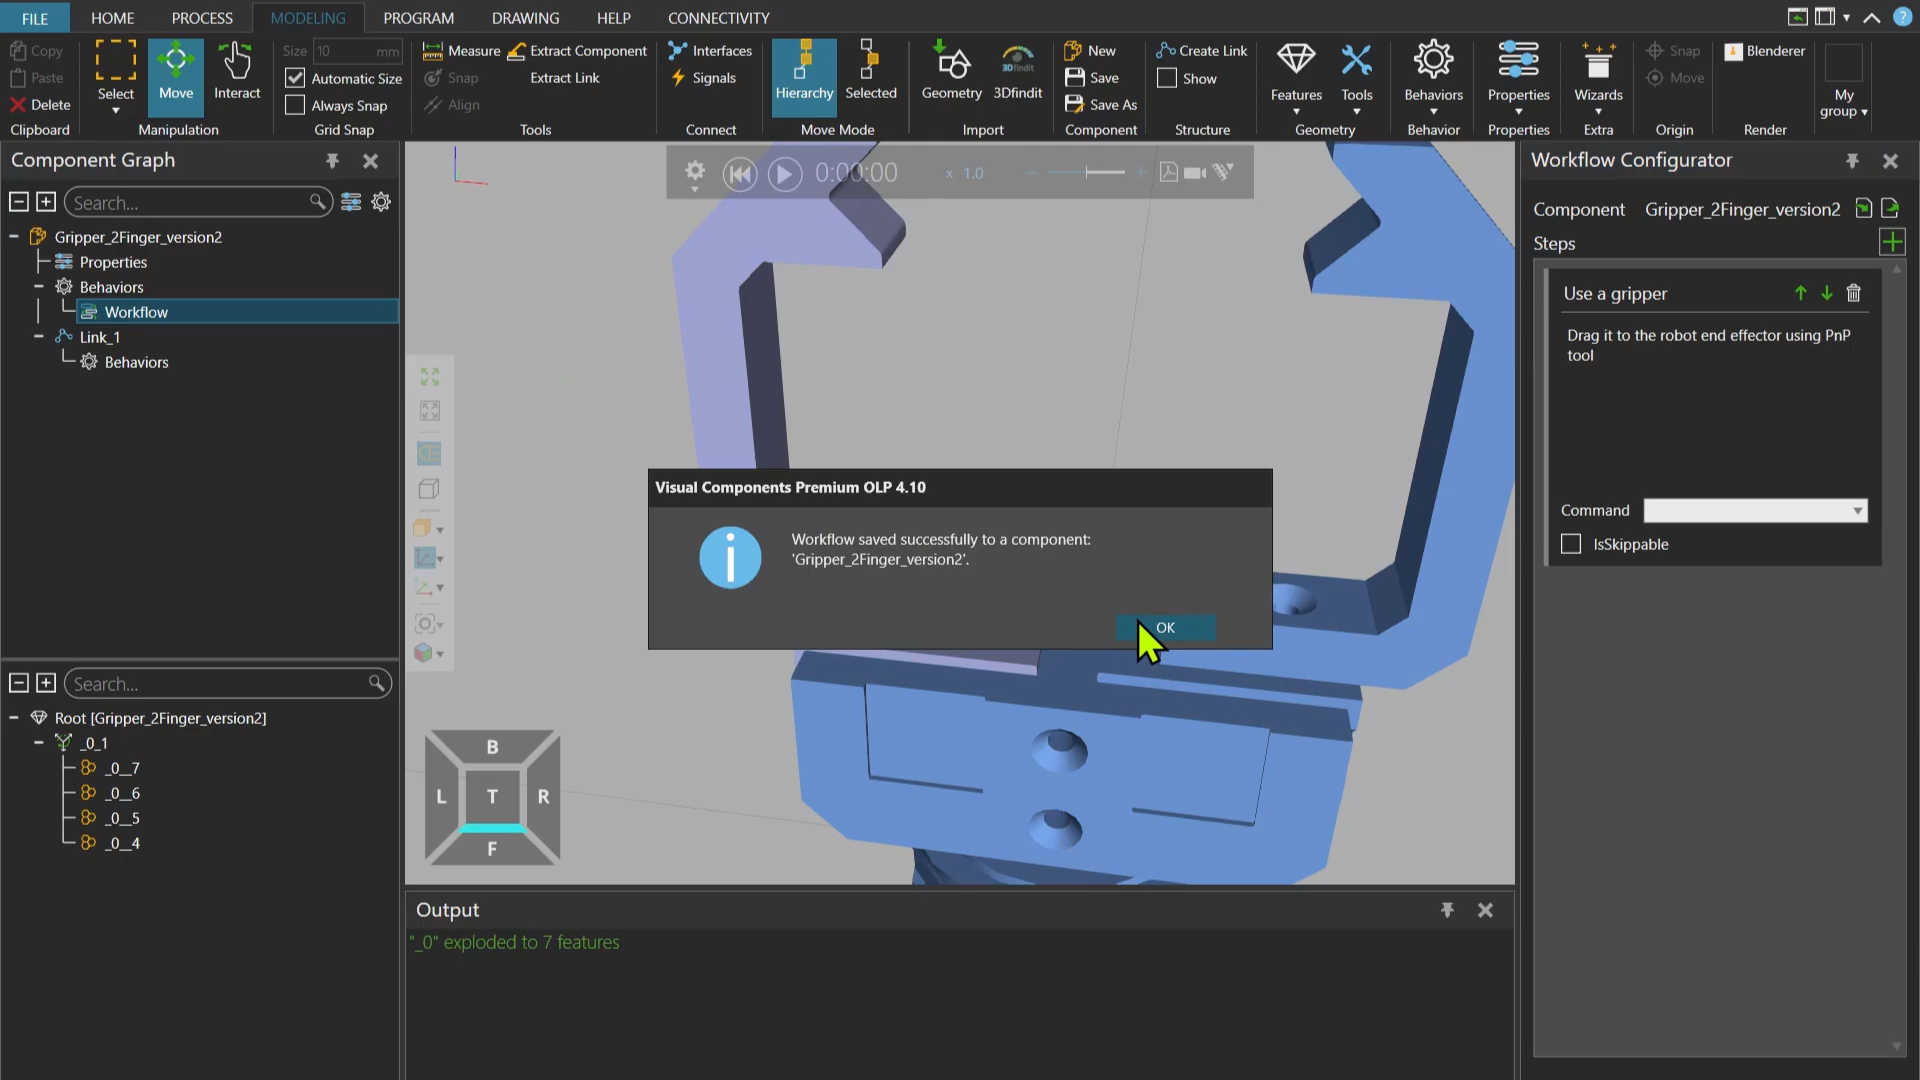 FILE HOME PROCESS MODELING PROGRAM DRAWING HELP CONNECTIVITY
Copy
Paste
Delete
Clipboard
Select
Move
Interact
Manipulation
Size 10 mm
Automatic Size
Always Snap
Grid Snap
Measure
Snap
Align
Extract Component
Extract Link
Tools
Interfaces
Signals
Connect
Hierarchy
Selected
Move Mode
Geometry
3DfindIT
3Dfindit
Import
New
Save
Save As
Component
Create Link
Show
Structure
Features
Tools
Geometry
Behaviors
Behavior
Properties
Properties
Wizards
Extra
Snap
Move
Origin
Blenderer
Render
My
group
Component Graph
Search...
Gripper_2Finger_version2
Properties
Behaviors
Workflow
Link_1
Behaviors
Search...
Root [Gripper_2Finger_version2]
_0_1
_0__7
_0__6
_0__5
_0__4
0:00:00
x 1.0
B
L T R
F
Visual Components Premium OLP 4.10
Workflow saved successfully to a component:
'Gripper_2Finger_version2'.
OK
Output
"_0" exploded to 7 features
Workflow Configurator
Component Gripper_2Finger_version2
Steps
Use a gripper
Drag it to the robot end effector using PnP
tool
Command
IsSkippable